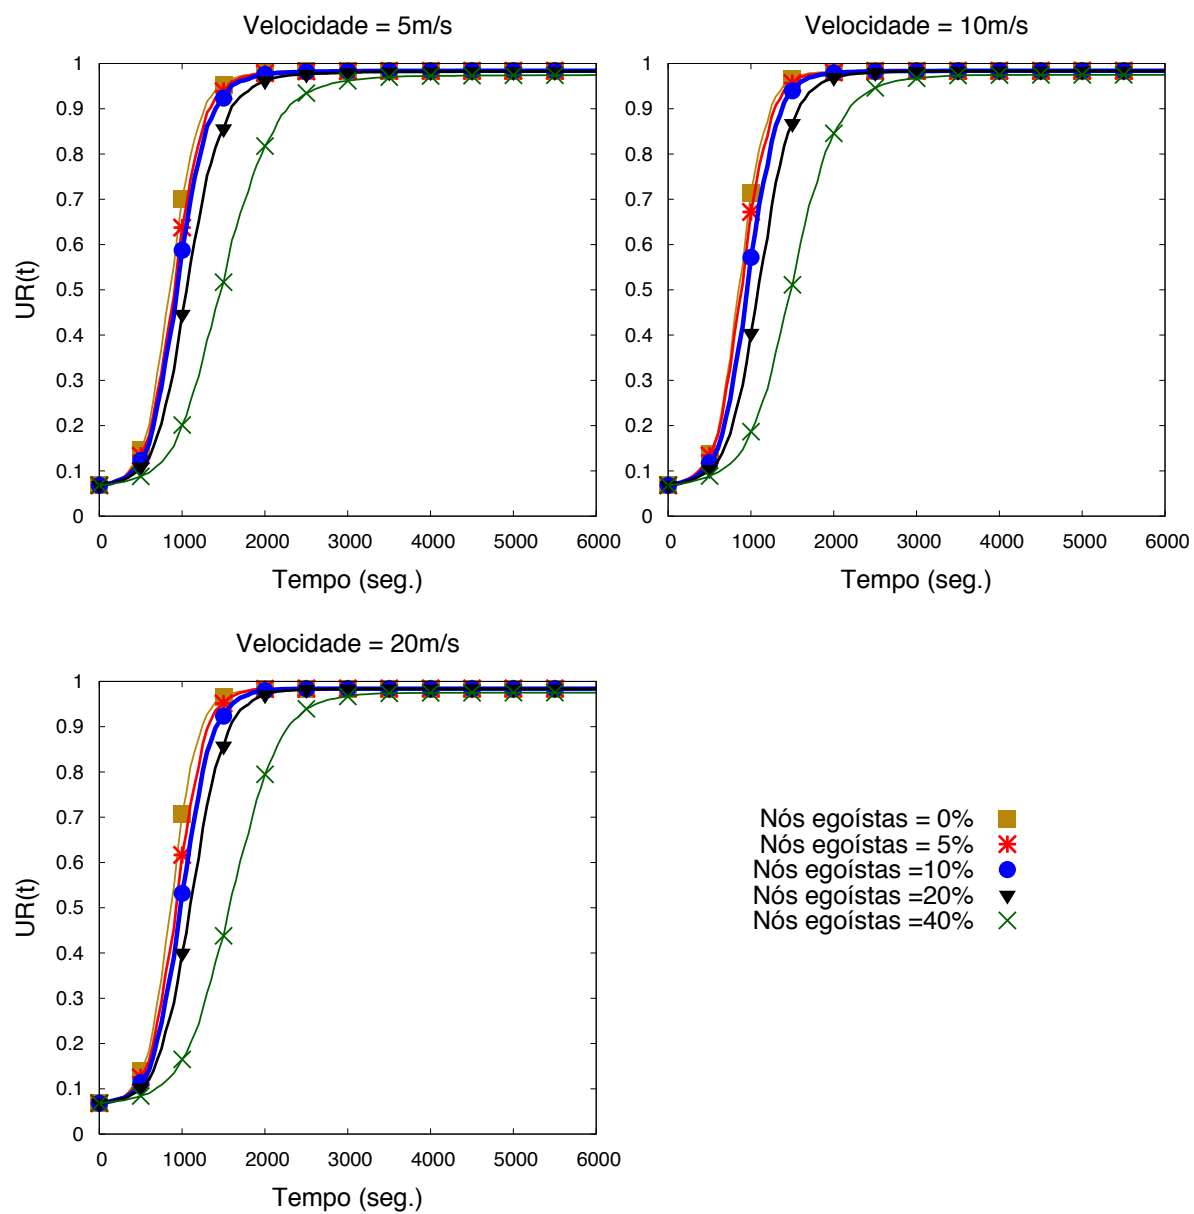 Velocidade = 5m/s
1
0.9
0.8
0.7
0.6
0.5
0.4
0.3
0.2
0.1
0
UR(t)
0 1000 2000 3000 4000 5000 6000
Tempo (seg.)
Velocidade = 10m/s
1
0.9
0.8
0.7
0.6
0.5
0.4
0.3
0.2
0.1
0
0 1000 2000 3000 4000 5000 6000
Tempo (seg.)
Velocidade = 20m/s
1
0.9
0.8
0.7
0.6
0.5
0.4
0.3
0.2
0.1
0
UR(t)
0 1000 2000 3000 4000 5000 6000
Tempo (seg.)
Nós egoístas = 0%
Nós egoístas = 5%
Nós egoístas =10%
Nós egoístas =20%
Nós egoístas =40%